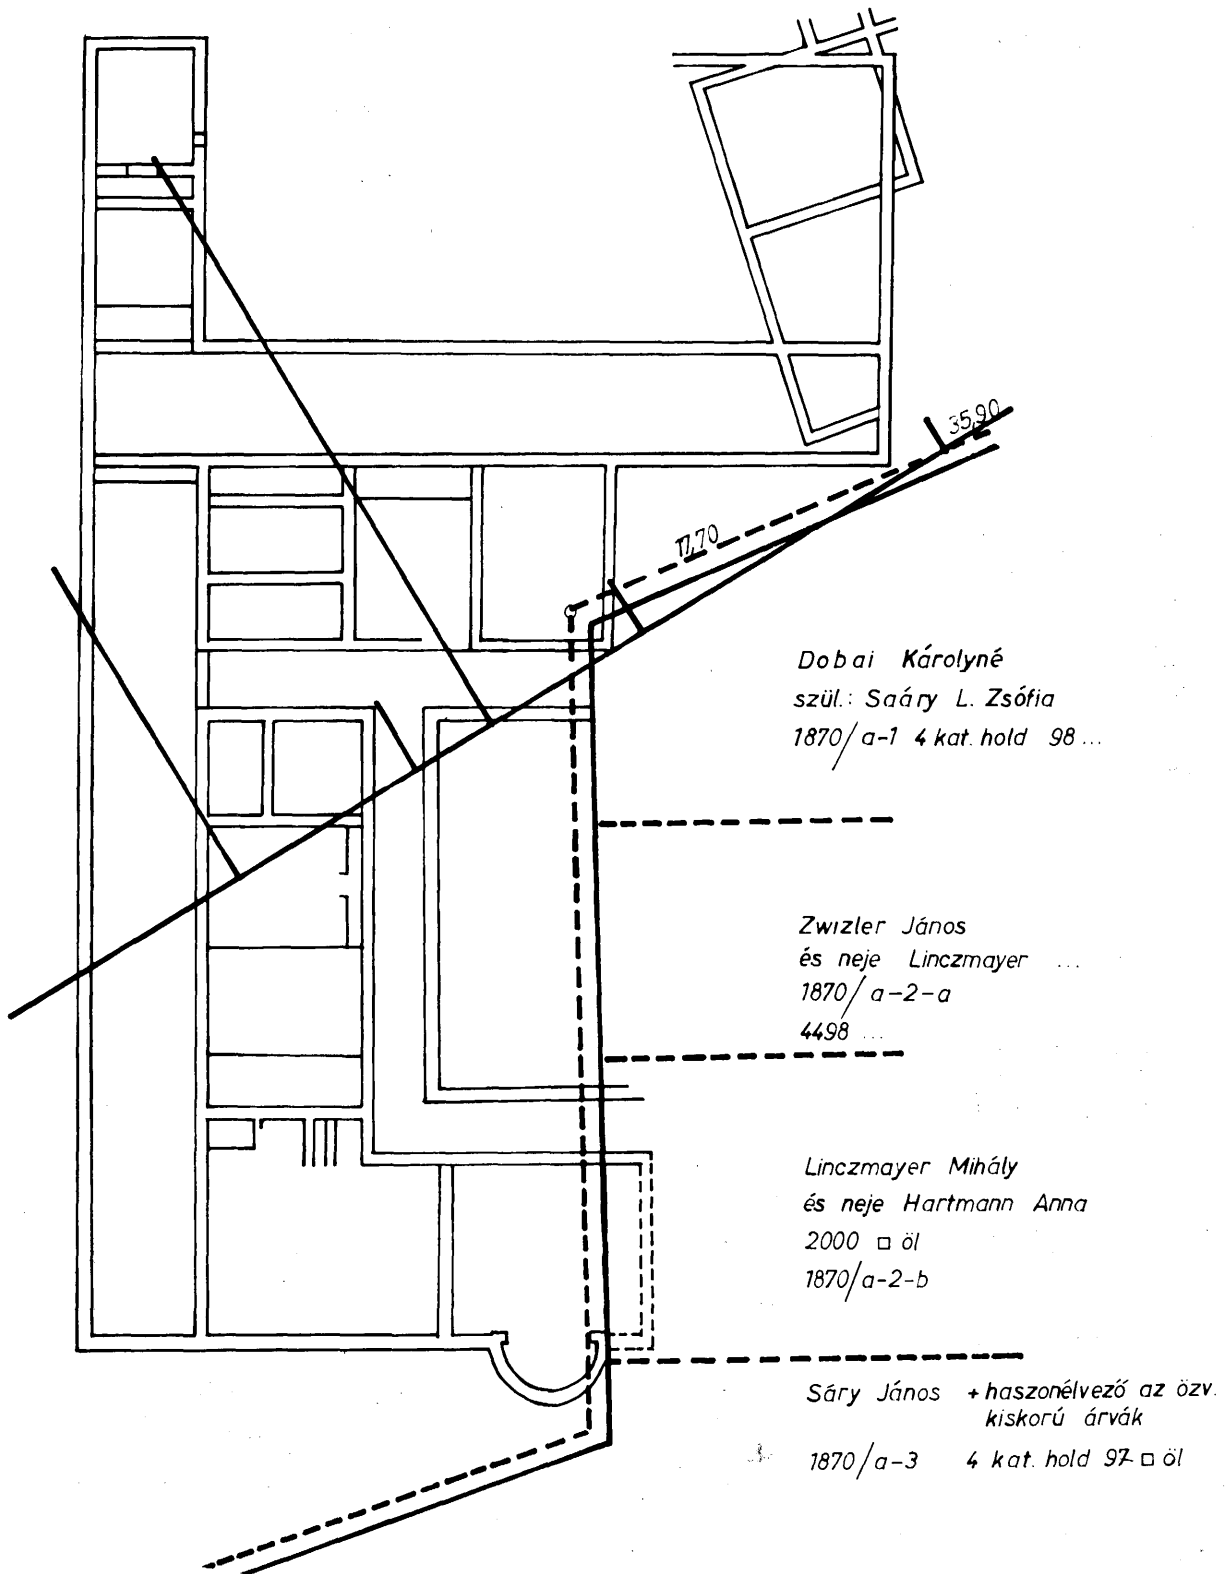 35,90
17,70
Dobai Károlyné
szül.: Saáry L. Zsófia
1870/a-1 4 kat. hold 98 ...
Zwizler János
és neje Linczmayer ...
1870/a-2-a
4498 ...
Linczmayer Mihály
és neje Hartmann Anna
2000 □ öl
1870/a-2-b
Sáry János + haszonélvező az özv.
kiskorú árvák
1870/a-3 4 kat. hold 97 □ öl